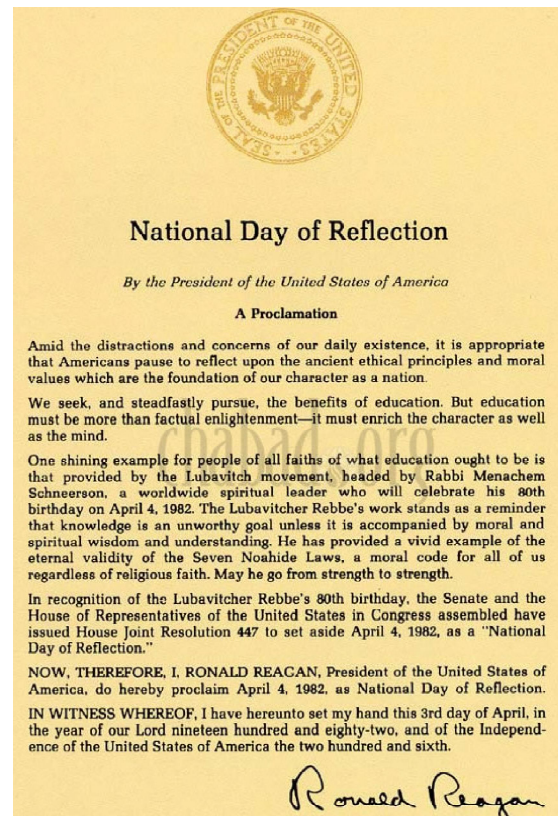 SEAL OF THE PRESIDENT OF THE UNITED STATES
National Day of Reflection
By the President of the United States of America
A Proclamation
Amid the distractions and concerns of our daily existence, it is appropriate
that Americans pause to reflect upon the ancient ethical principles and moral
values which are the foundation of our character as a nation.
We seek, and steadfastly pursue, the benefits of education. But education
must be more than factual enlightenment—it must enrich the character as well
as the mind.
chabad.org
One shining example for people of all faiths of what education ought to be is
that provided by the Lubavitch movement, headed by Rabbi Menachem
Schneerson, a worldwide spiritual leader who will celebrate his 80th
birthday on April 4, 1982. The Lubavitcher Rebbe's work stands as a reminder
that knowledge is an unworthy goal unless it is accompanied by moral and
spiritual wisdom and understanding. He has provided a vivid example of the
eternal validity of the Seven Noahide Laws, a moral code for all of us
regardless of religious faith. May he go from strength to strength.
In recognition of the Lubavitcher Rebbe's 80th birthday, the Senate and the
House of Representatives of the United States in Congress assembled have
issued House Joint Resolution 447 to set aside April 4, 1982, as a "National
Day of Reflection."
NOW, THEREFORE, I, RONALD REAGAN, President of the United States of
America, do hereby proclaim April 4, 1982, as National Day of Reflection.
IN WITNESS WHEREOF, I have hereunto set my hand this 3rd day of April, in
the year of our Lord nineteen hundred and eighty-two, and of the Independ-
ence of the United States of America the two hundred and sixth.
Ronald Reagan